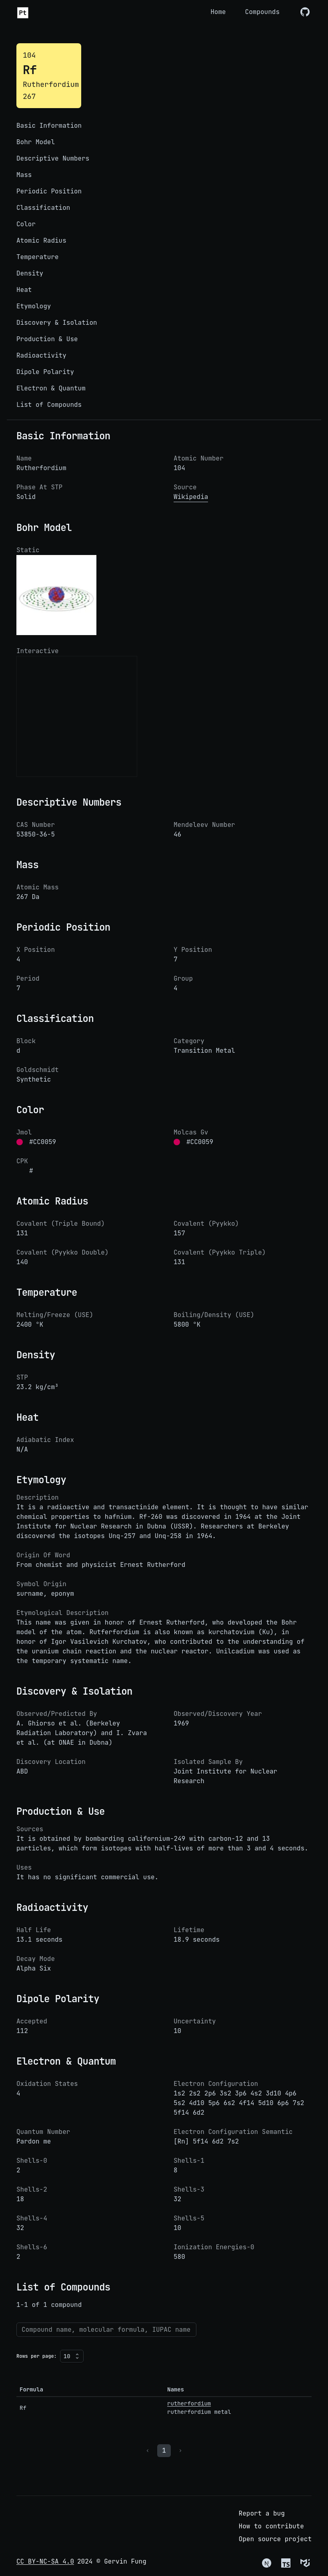 Pt
Home
Compounds
104
Rf
Rutherfordium
267
Basic Information
Bohr Model
Descriptive Numbers
Mass
Periodic Position
Classification
Color
Atomic Radius
Temperature
Density
Heat
Etymology
Discovery & Isolation
Production & Use
Radioactivity
Dipole Polarity
Electron & Quantum
List of Compounds
Basic Information
Name
Rutherfordium
Atomic Number
104
Phase At STP
Solid
Source
Wikipedia
Bohr Model
Static
Interactive
Descriptive Numbers
CAS Number
53850-36-5
Mendeleev Number
46
Mass
Atomic Mass
267 Da
Periodic Position
X Position
4
Y Position
7
Period
7
Group
4
Classification
Block
d
Category
Transition Metal
Goldschmidt
Synthetic
Color
Jmol
#CC0059
Molcas Gv
#CC0059
CPK
#
Atomic Radius
Covalent (Triple Bound)
131
Covalent (Pyykko)
157
Covalent (Pyykko Double)
140
Covalent (Pyykko Triple)
131
Temperature
Melting/Freeze (USE)
2400 °K
Boiling/Density (USE)
5800 °K
Density
STP
23.2 kg/cm³
Heat
Adiabatic Index
N/A
Etymology
Description
It is a radioactive and transactinide element. It is thought to have similar
chemical properties to hafnium. Rf-260 was discovered in 1964 at the Joint
Institute for Nuclear Research in Dubna (USSR). Researchers at Berkeley
discovered the isotopes Unq-257 and Unq-258 in 1964.
Origin Of Word
From chemist and physicist Ernest Rutherford
Symbol Origin
surname, eponym
Etymological Description
This name was given in honor of Ernest Rutherford, who developed the Bohr
model of the atom. Rutferfordium is also known as kurchatovium (Ku), in
honor of Igor Vasilevich Kurchatov, who contributed to the understanding of
the uranium chain reaction and the nuclear reactor. Unilcadium was used as
the temporary systematic name.
Discovery & Isolation
Observed/Predicted By
A. Ghiorso et al. (Berkeley
Radiation Laboratory) and I. Zvara
et al. (at ONAE in Dubna)
Observed/Discovery Year
1969
Discovery Location
ABD
Isolated Sample By
Joint Institute for Nuclear
Research
Production & Use
Sources
It is obtained by bombarding californium-249 with carbon-12 and 13
particles, which form isotopes with half-lives of more than 3 and 4 seconds.
Uses
It has no significant commercial use.
Radioactivity
Half Life
13.1 seconds
Lifetime
18.9 seconds
Decay Mode
Alpha Six
Dipole Polarity
Accepted
112
Uncertainty
10
Electron & Quantum
Oxidation States
4
Electron Configuration
1s2 2s2 2p6 3s2 3p6 4s2 3d10 4p6
5s2 4d10 5p6 6s2 4f14 5d10 6p6 7s2
5f14 6d2
Quantum Number
Pardon me
Electron Configuration Semantic
[Rn] 5f14 6d2 7s2
Shells-0
2
Shells-1
8
Shells-2
18
Shells-3
32
Shells-4
32
Shells-5
10
Shells-6
2
Ionization Energies-0
580
List of Compounds
1-1 of 1 compound
Compound name, molecular formula, IUPAC name
Rows per page: 10
Formula
Names
Rf
rutherfordium
rutherfordium metal
‹ 1 ›
Report a bug
How to contribute
Open source project
CC BY-NC-SA 4.0 2024 © Gervin Fung
N
TS